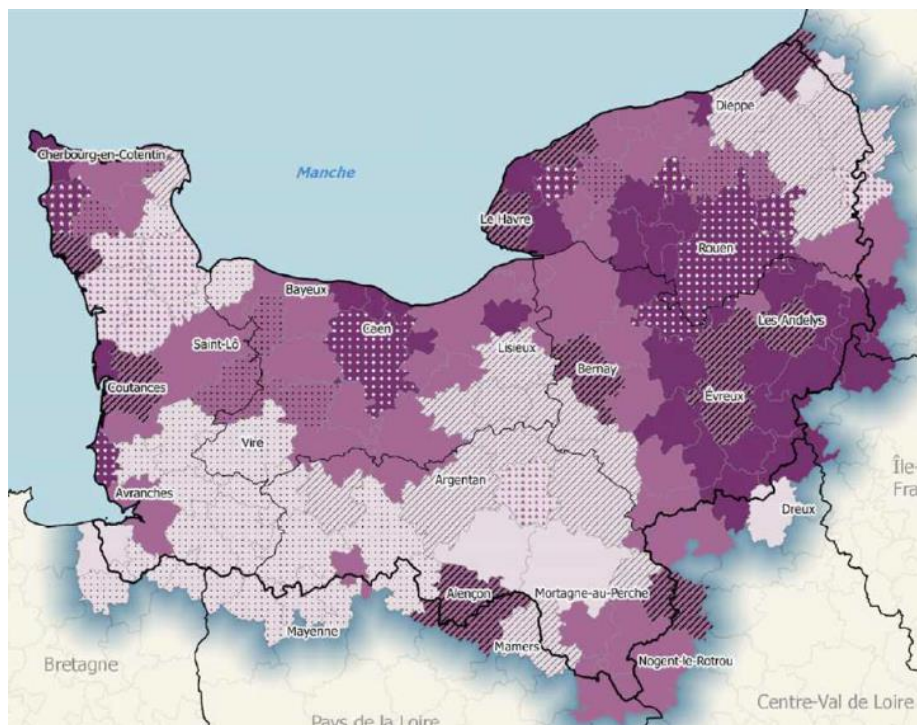 Dieppe
Cherbourg-en-Cotentin
Manche
Le Havre
Rouen
Bayeux
Les Andelys
Caen
Saint-Lô
Lisieux
Bernay
Coutances
Évreux
Vire
Île-
Fra
Argentan
Avranches
Dreux
Alençon
Mortagne-au-Perche
Mayenne
Mamers
Bretagne
Nogent-le-Rotrou
Centre-Val de Loire
Pays de la Loire